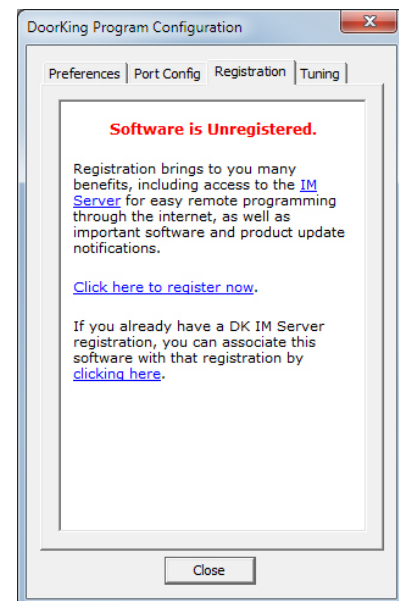 DoorKing Program Configuration
Preferences Port Config Registration Tuning
Software is Unregistered.
Registration brings to you many
benefits, including access to the IM
Server for easy remote programming
through the internet, as well as
important software and product update
notifications.
Click here to register now.
If you already have a DK IM Server
registration, you can associate this
software with that registration by
clicking here.
Close